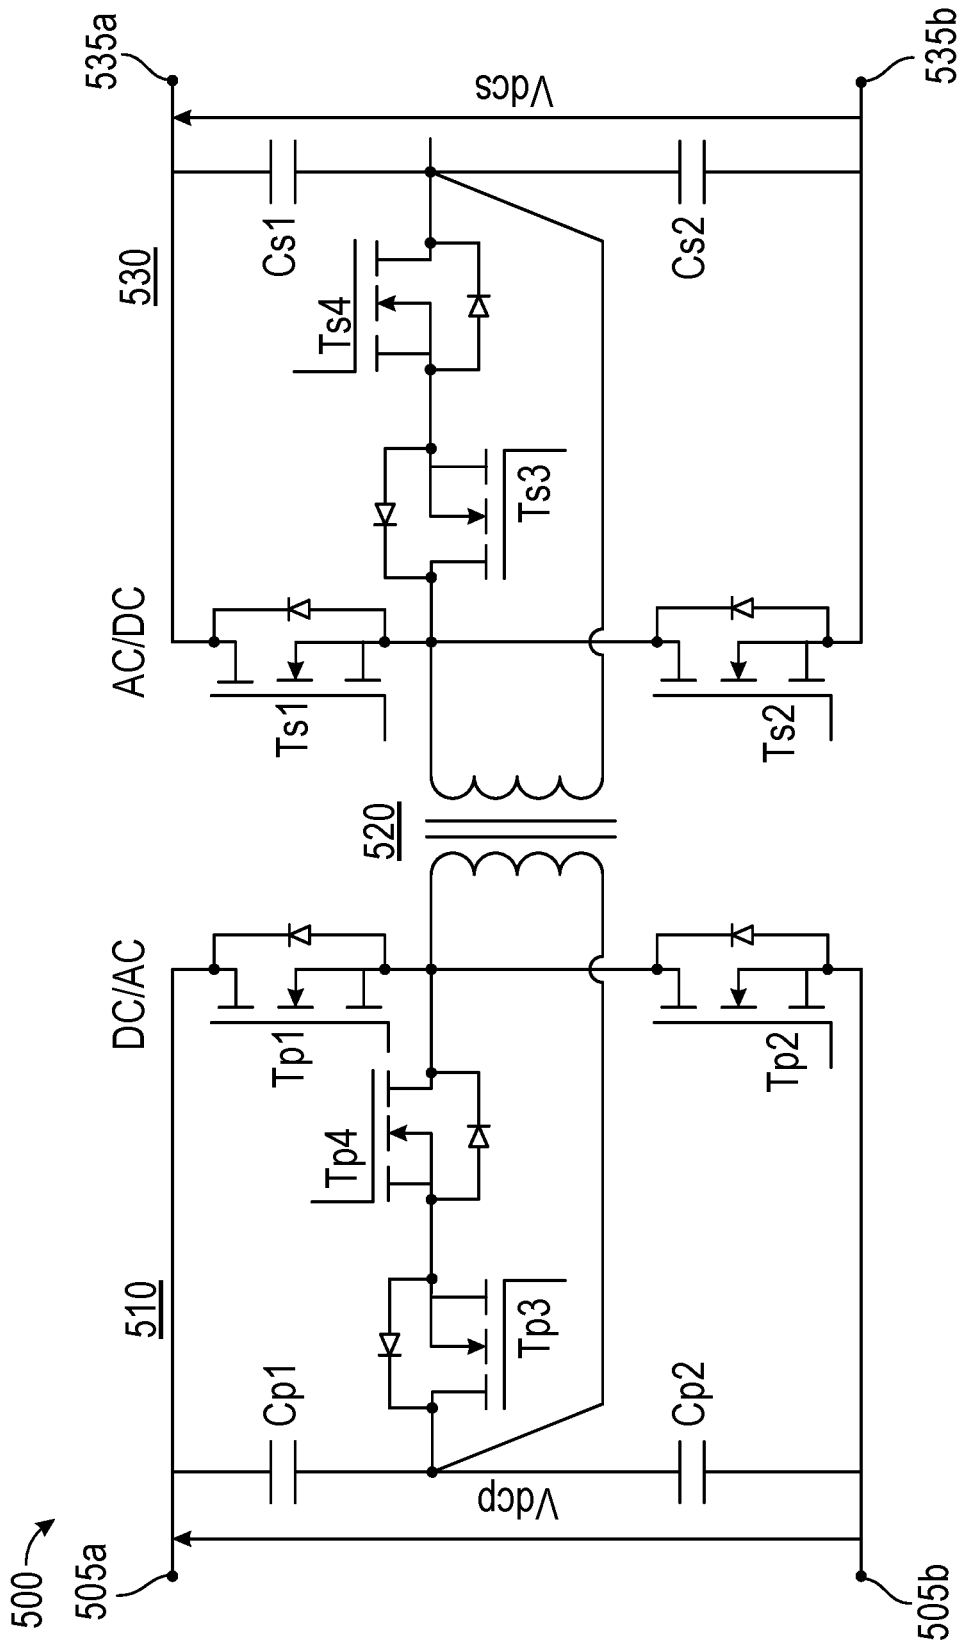 500
505a
505b
Vdcp
510
Cp1
Cp2
Tp3
Tp4
DC/AC
Tp1
Tp2
520
AC/DC
Ts1
Ts2
Ts3
Ts4
530
Cs1
Cs2
Vdcs
535a
535b